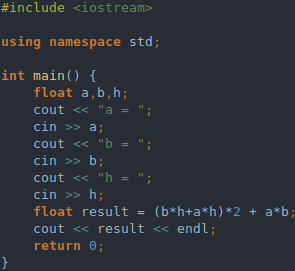 #include <iostream>

using namespace std;

int main() {
    float a,b,h;
    cout << "a = ";
    cin >> a;
    cout << "b = ";
    cin >> b;
    cout << "h = ";
    cin >> h;
    float result = (b*h+a*h)*2 + a*b;
    cout << result << endl;
    return 0;
}